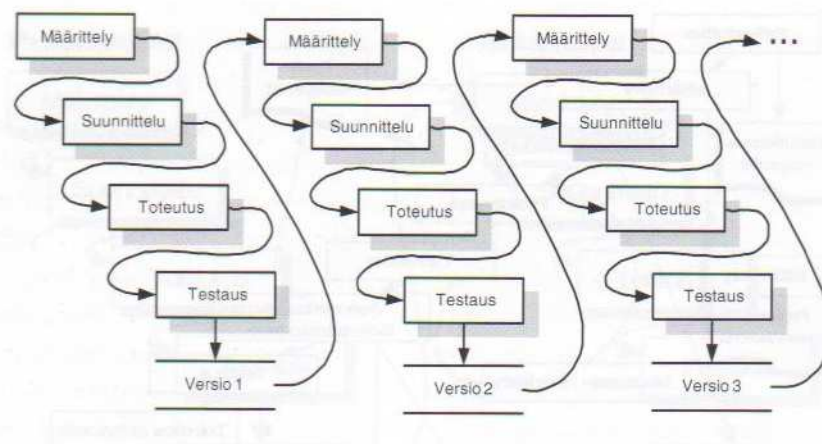 Määrittely
Suunnittelu
Toteutus
Testaus
Versio 1
Määrittely
Suunnittelu
Toteutus
Testaus
Versio 2
Määrittely
Suunnittelu
Toteutus
Testaus
Versio 3
...